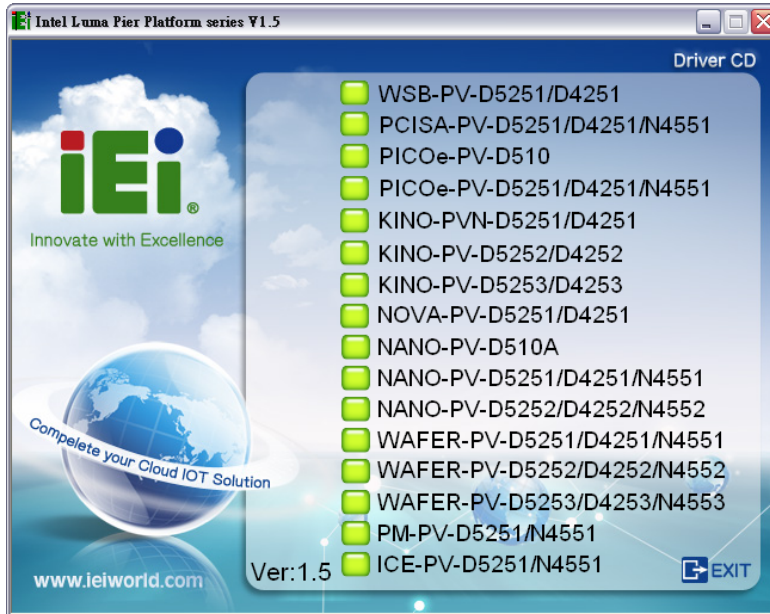 Intel Luma Pier Platform series V1.5
Driver CD
iEi®
Innovate with Excellence
WSB-PV-D5251/D4251
PCISA-PV-D5251/D4251/N4551
PICOe-PV-D510
PICOe-PV-D5251/D4251/N4551
KINO-PVN-D5251/D4251
KINO-PV-D5252/D4252
KINO-PV-D5253/D4253
NOVA-PV-D5251/D4251
NANO-PV-D510A
NANO-PV-D5251/D4251/N4551
NANO-PV-D5252/D4252/N4552
WAFER-PV-D5251/D4251/N4551
WAFER-PV-D5252/D4252/N4552
WAFER-PV-D5253/D4253/N4553
PM-PV-D5251/N4551
ICE-PV-D5251/N4551
Compelete your Cloud IOT Solution
www.ieiworld.com
Ver:1.5
EXIT